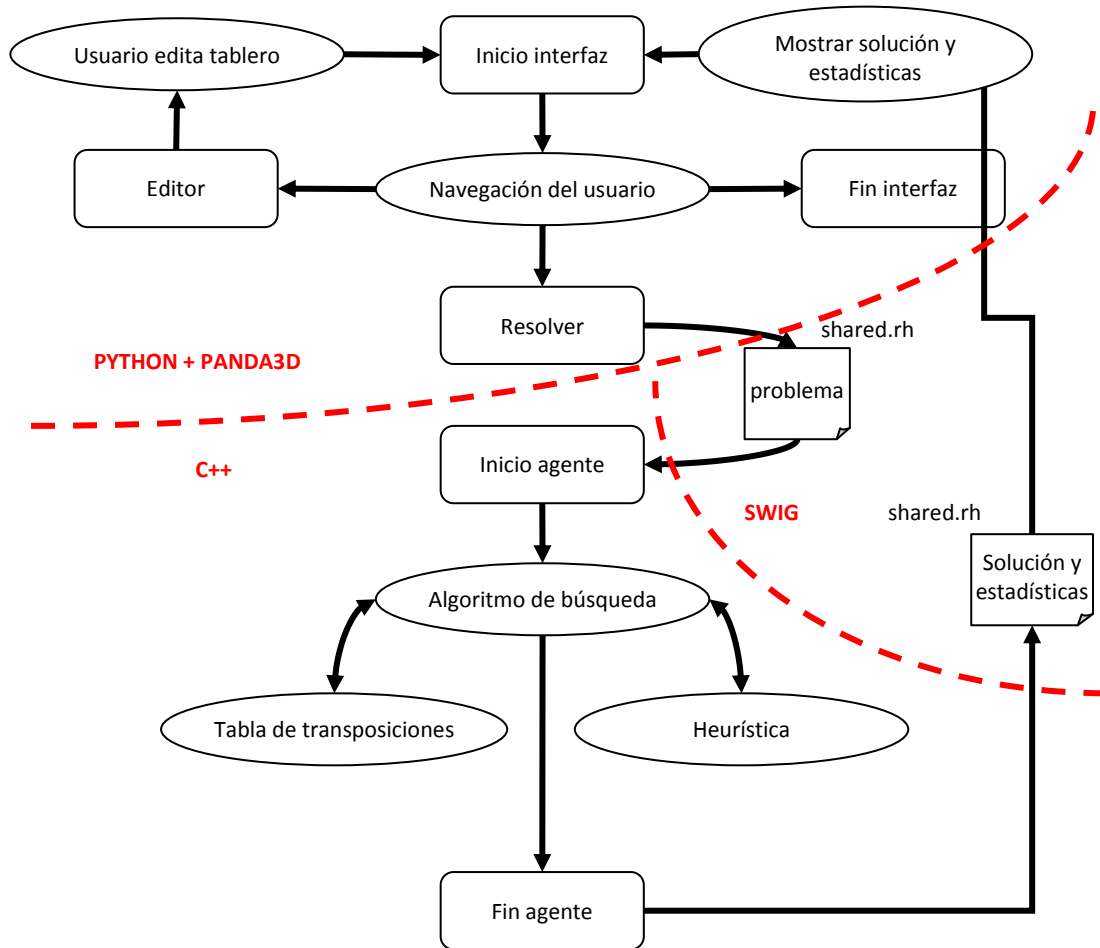 Usuario edita tablero
Inicio interfaz
Mostrar solución y
estadísticas
Editor
Navegación del usuario
Fin interfaz
Resolver
shared.rh
PYTHON + PANDA3D
problema
Inicio agente
C++
SWIG
shared.rh
Solución y
estadísticas
Algoritmo de búsqueda
Tabla de transposiciones
Heurística
Fin agente